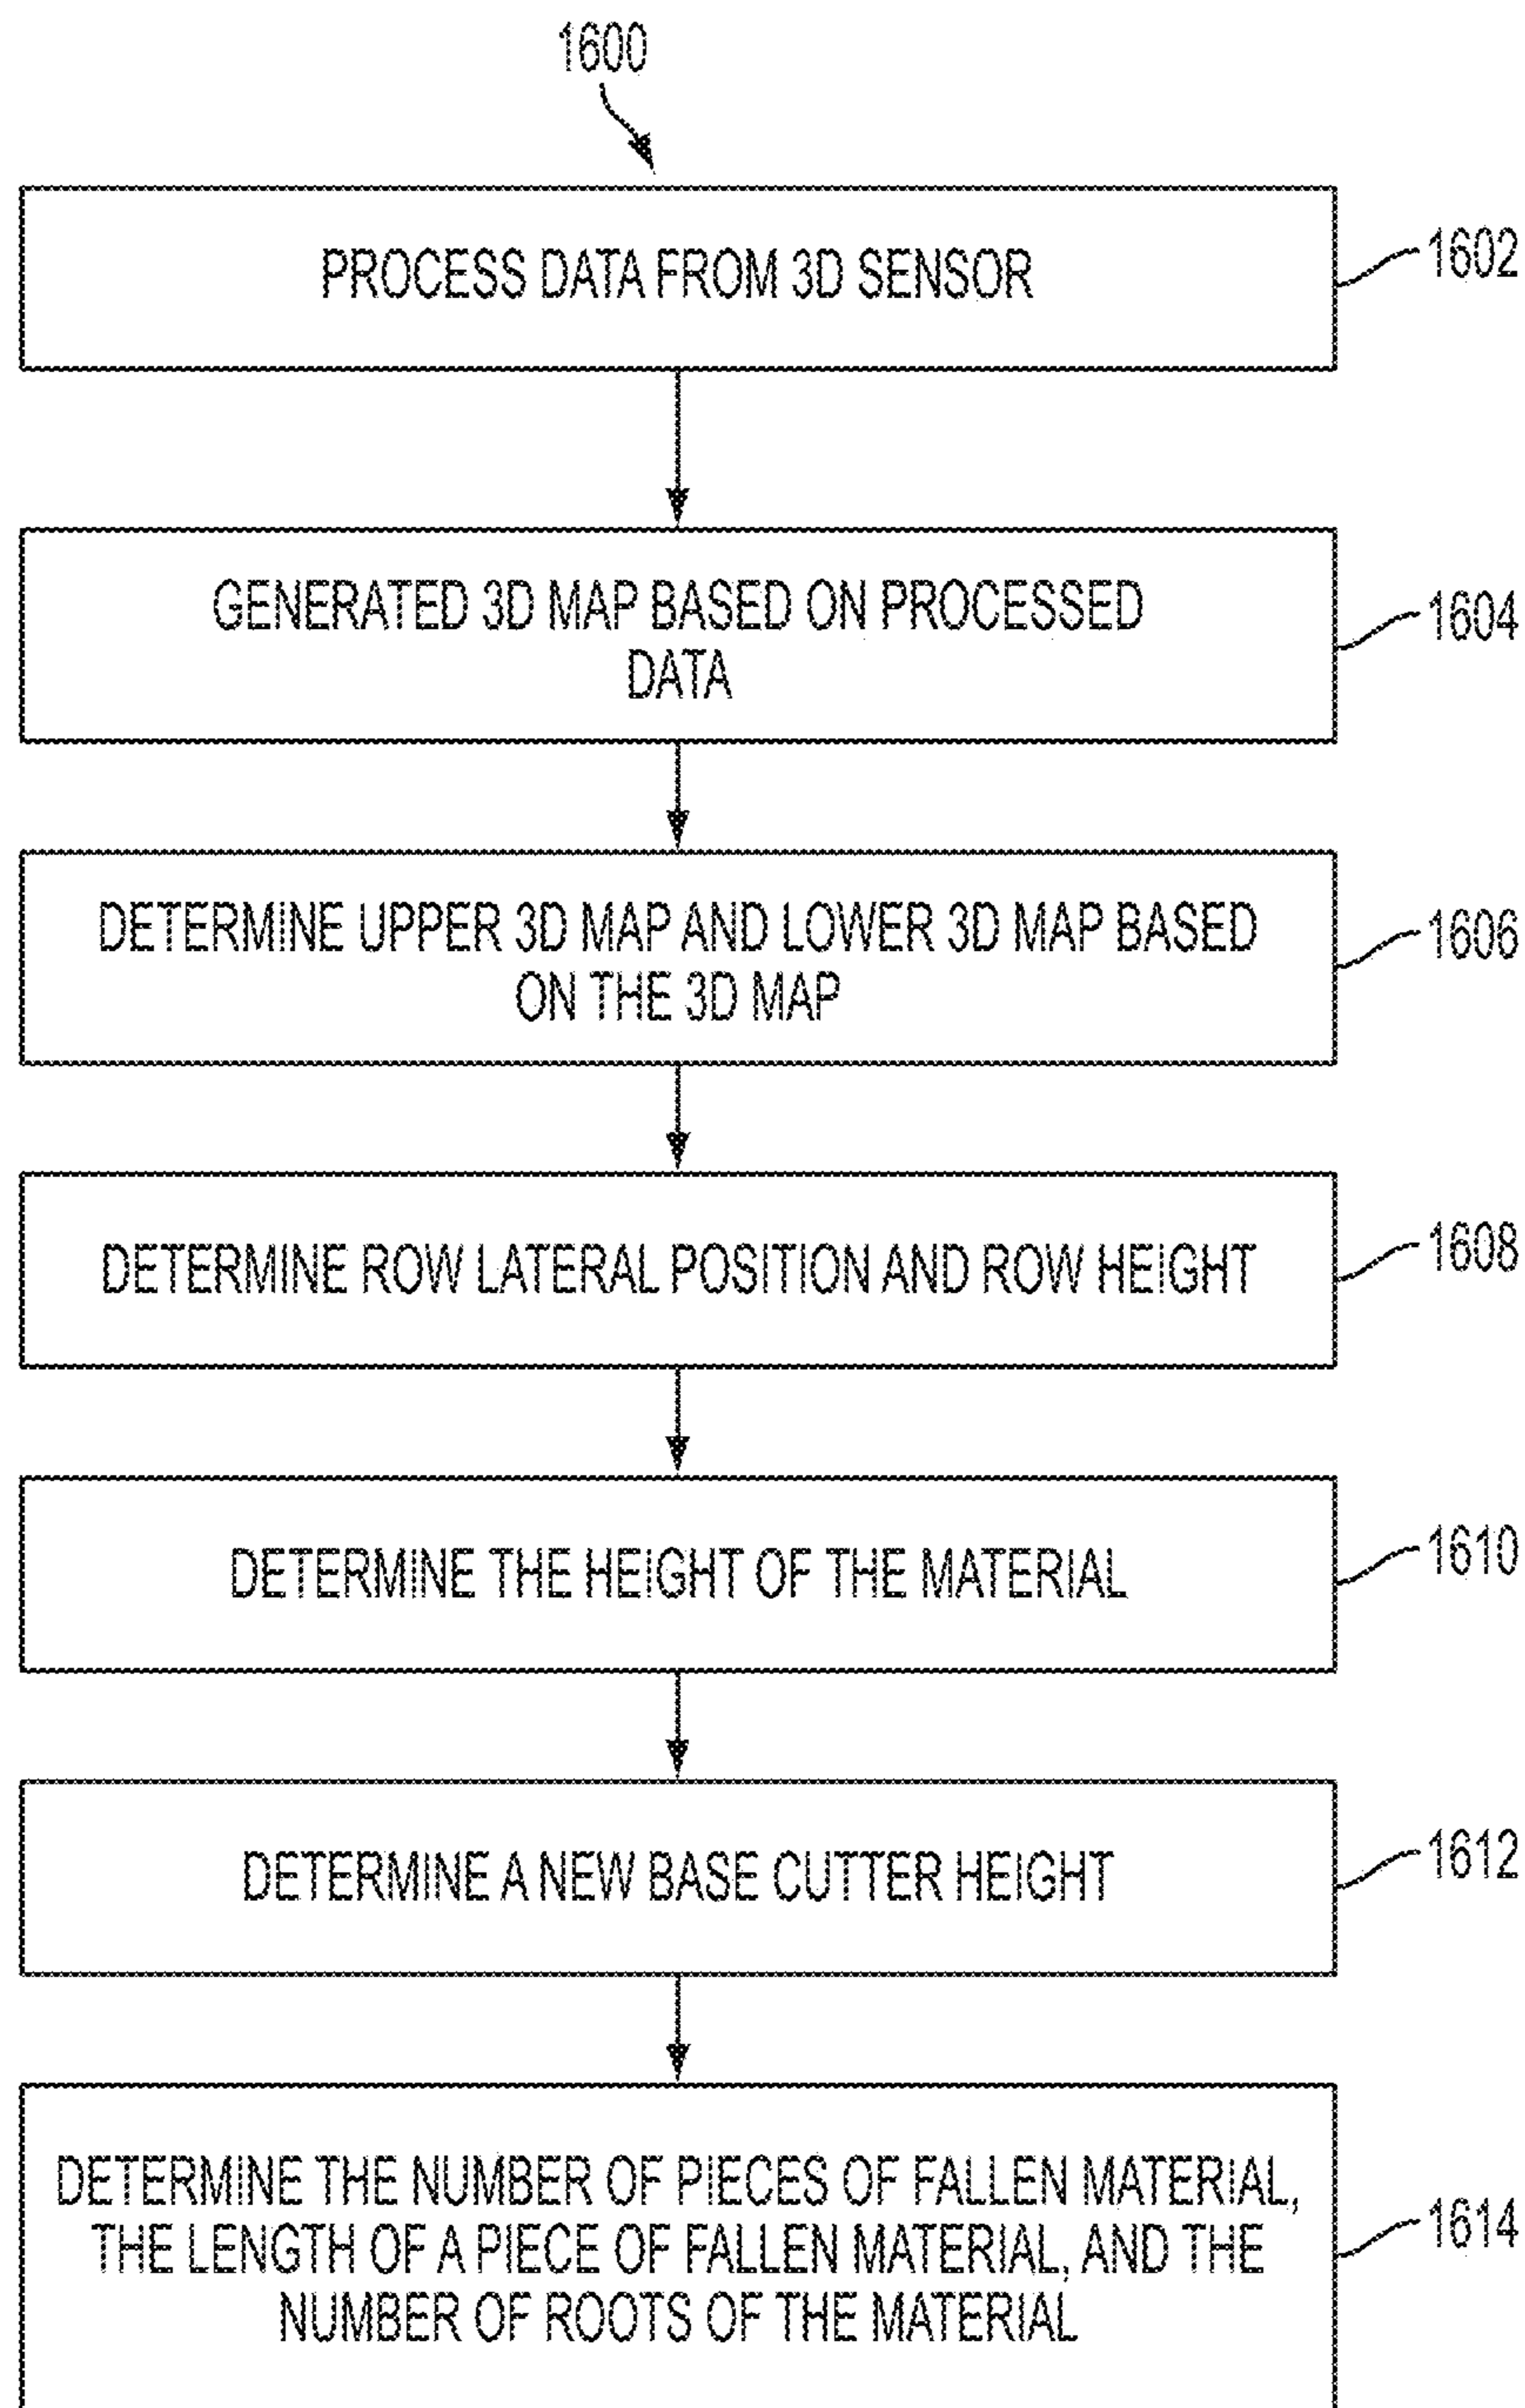 1600
PROCESS DATA FROM 3D SENSOR
1602
GENERATED 3D MAP BASED ON PROCESSED
DATA
1604
DETERMINE UPPER 3D MAP AND LOWER 3D MAP BASED
ON THE 3D MAP
1606
DETERMINE ROW LATERAL POSITION AND ROW HEIGHT
1608
DETERMINE THE HEIGHT OF THE MATERIAL
1610
DETERMINE A NEW BASE CUTTER HEIGHT
1612
DETERMINE THE NUMBER OF PIECES OF FALLEN MATERIAL,
THE LENGTH OF A PIECE OF FALLEN MATERIAL, AND THE
NUMBER OF ROOTS OF THE MATERIAL
1614